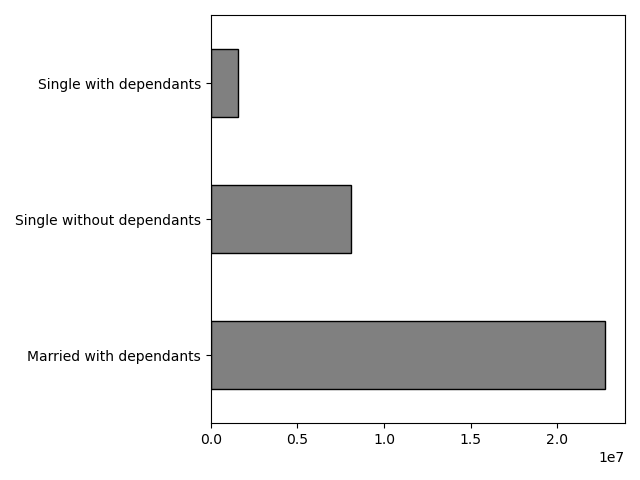 Single with dependants
Single without dependants
Married with dependants
0.0 0.5 1.0 1.5 2.0
1e7